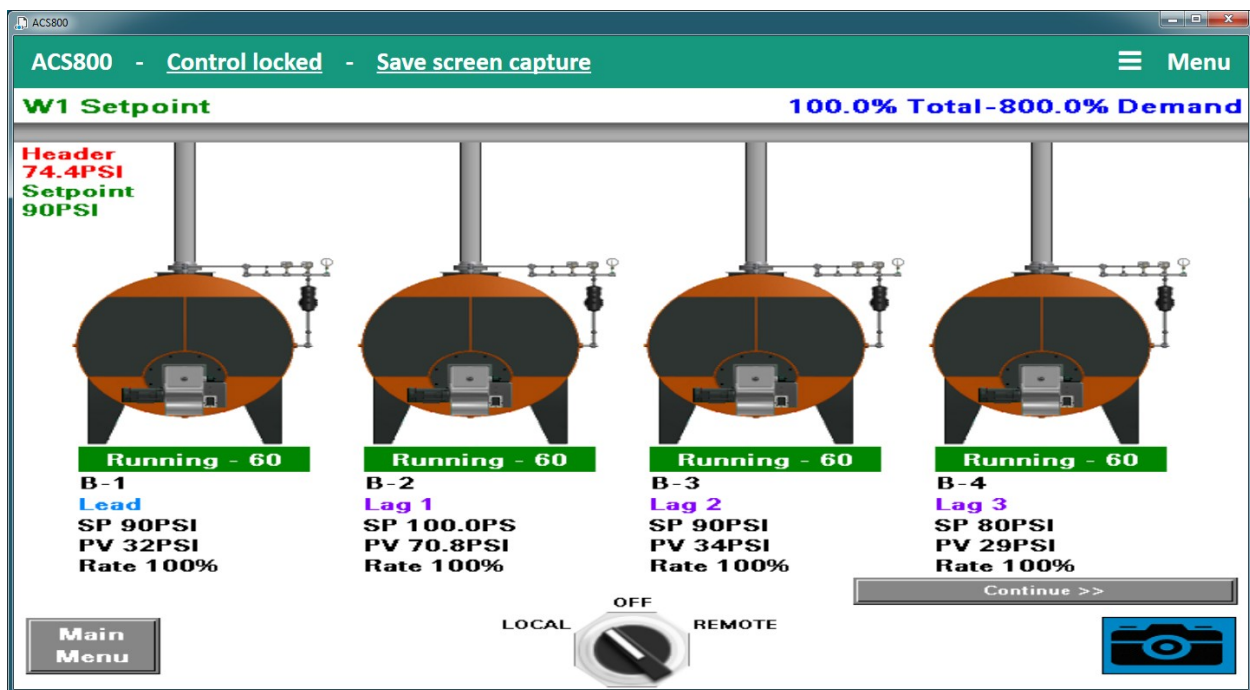 ACS800
ACS800 - Control locked - Save screen capture
Menu
W1 Setpoint
100.0% Total-800.0% Demand
Header
74.4PSI
Setpoint
90PSI
Running - 60
B-1
Lead
SP 90PSI
PV 32PSI
Rate 100%
Running - 60
B-2
Lag 1
SP 100.0PS
PV 70.8PSI
Rate 100%
Running - 60
B-3
Lag 2
SP 90PSI
PV 34PSI
Rate 100%
Running - 60
B-4
Lag 3
SP 80PSI
PV 29PSI
Rate 100%
Continue >>
OFF
LOCAL
REMOTE
Main
Menu